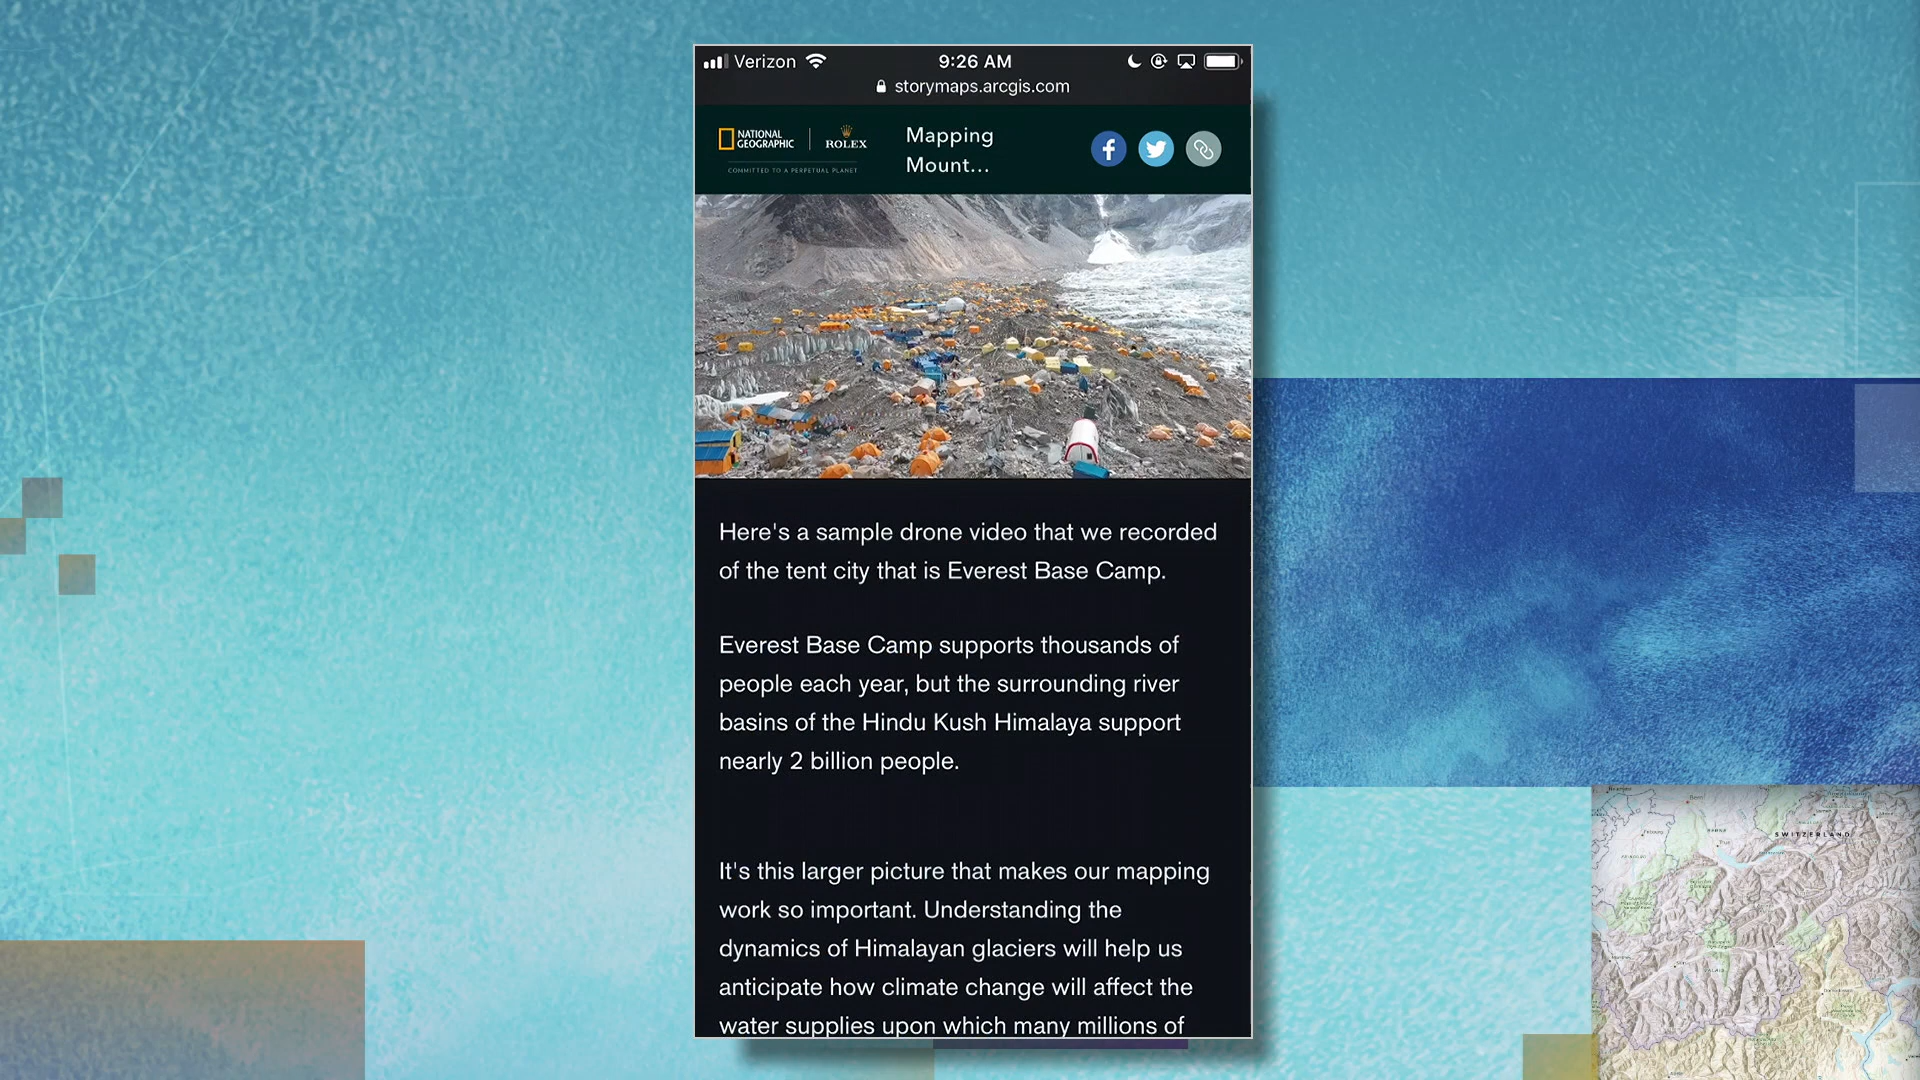 Verizon
9:26 AM
storymaps.arcgis.com
NATIONAL
GEOGRAPHIC
ROLEX
COMMITTED TO A PERPETUAL PLANET
Mapping
Mount...
Here's a sample drone video that we recorded
of the tent city that is Everest Base Camp.
Everest Base Camp supports thousands of
people each year, but the surrounding river
basins of the Hindu Kush Himalaya support
nearly 2 billion people.
It's this larger picture that makes our mapping
work so important. Understanding the
dynamics of Himalayan glaciers will help us
anticipate how climate change will affect the
water supplies upon which many millions of
SWITZERLAND